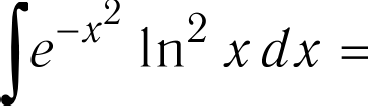 ∫e^{-x^2} ln^2 x dx =